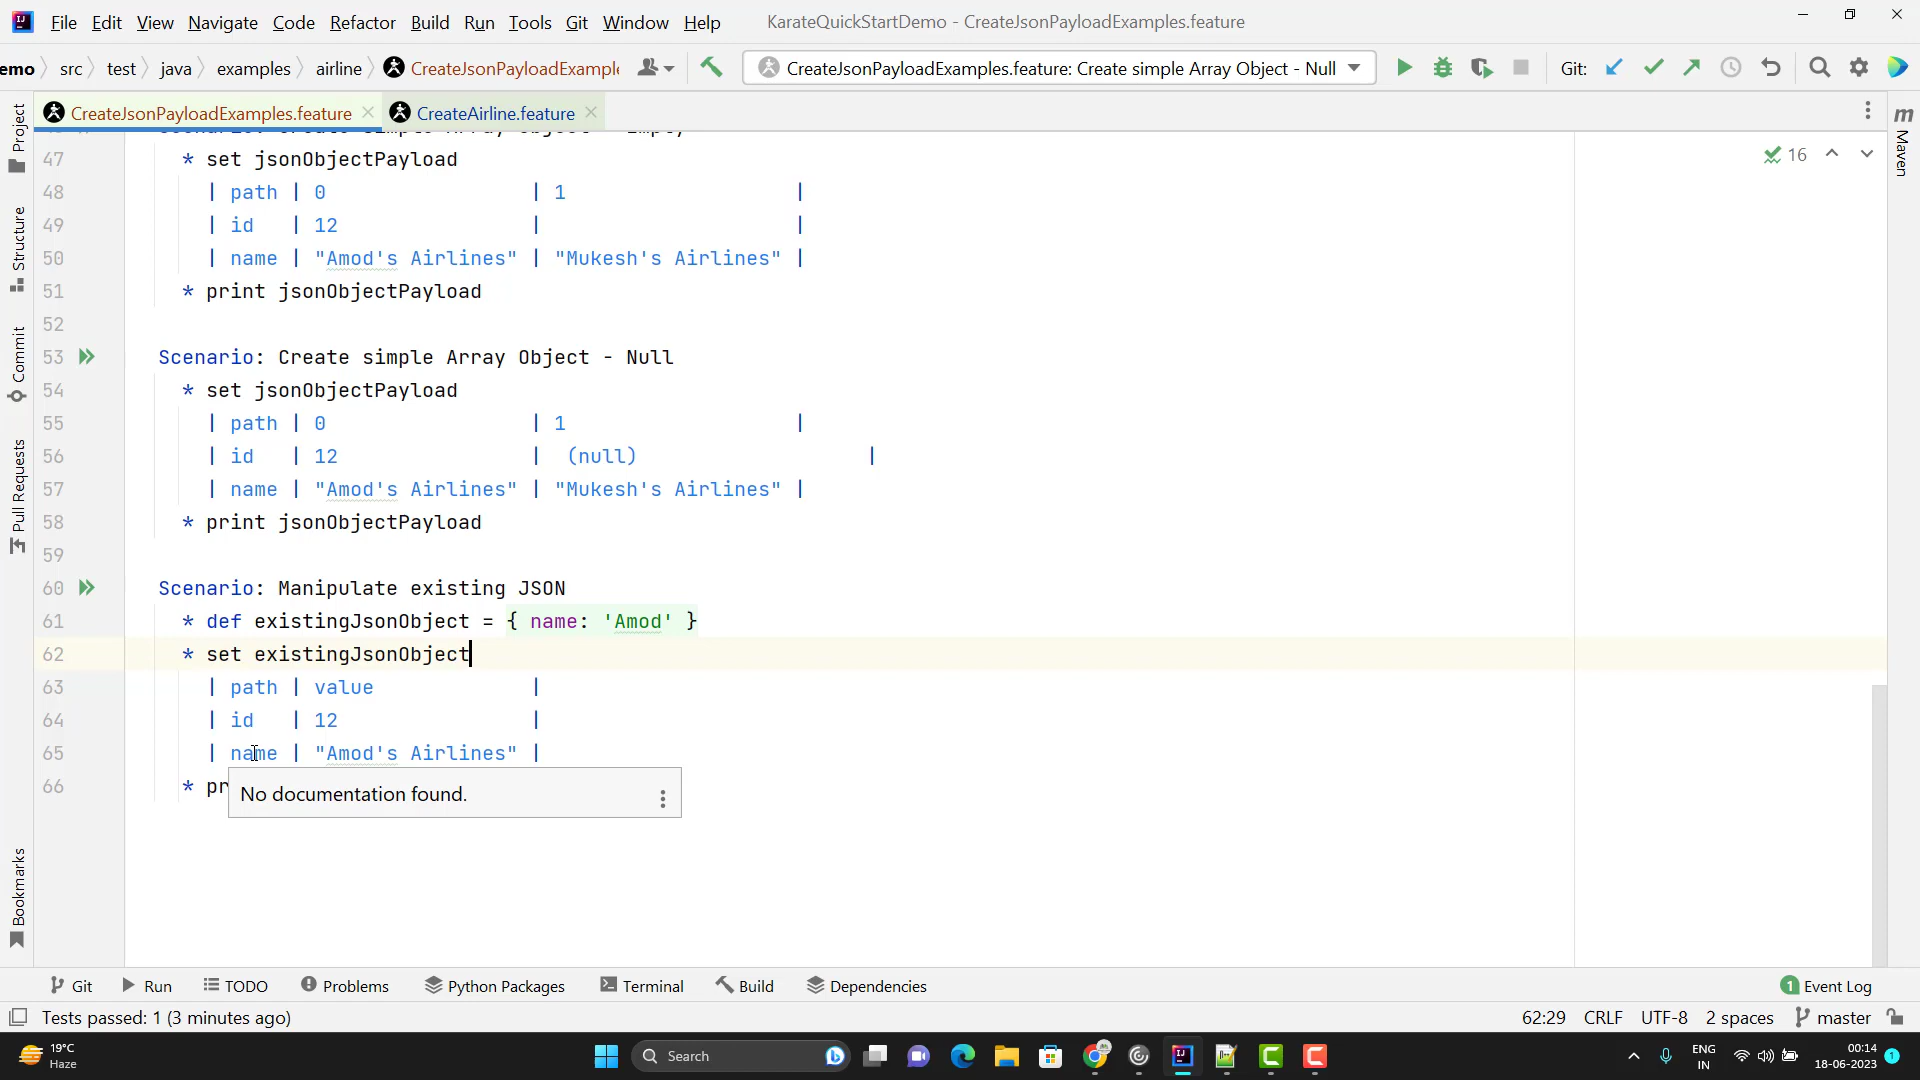 File Edit View Navigate Code Refactor Build Run Tools Git Window Help KarateQuickStartDemo - CreateJsonPayloadExamples.feature
emo src test java examples airline CreateJsonPayloadExample CreateJsonPayloadExamples.feature: Create simple Array Object - Null Git:
CreateJsonPayloadExamples.feature CreateAirline.feature
Scenario: Create simple Array Object - Empty
47 * set jsonObjectPayload
48 | path | 0 | 1 |
49 | id | 12 | |
50 | name | "Amod's Airlines" | "Mukesh's Airlines" |
51 * print jsonObjectPayload
52
53 Scenario: Create simple Array Object - Null
54 * set jsonObjectPayload
55 | path | 0 | 1 |
56 | id | 12 | (null) |
57 | name | "Amod's Airlines" | "Mukesh's Airlines" |
58 * print jsonObjectPayload
59
60 Scenario: Manipulate existing JSON
61 * def existingJsonObject = { name: 'Amod' }
62 * set existingJsonObject
63 | path | value |
64 | id | 12 |
65 | name | "Amod's Airlines" |
66 * pr
No documentation found.
16
Project
Structure
Commit
Pull Requests
Bookmarks
m
Maven
Git Run TODO Problems Python Packages Terminal Build Dependencies 1 Event Log
Tests passed: 1 (3 minutes ago) 62:29 CRLF UTF-8 2 spaces master
19°C
Haze
Search
ENG
IN
00:14
18-06-2023
1